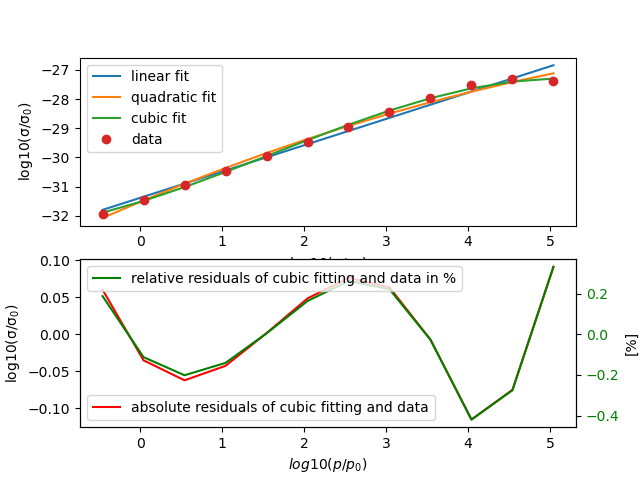 linear fit
quadratic fit
cubic fit
data
log10(σ/σ₀)
−27
−28
−29
−30
−31
−32
0 1 2 3 4 5
relative residuals of cubic fitting and data in %
absolute residuals of cubic fitting and data
log10(σ/σ₀)
0.10
0.05
0.00
−0.05
−0.10
0.2
0.0
−0.2
−0.4
[%]
0 1 2 3 4 5
log10(p/p₀)